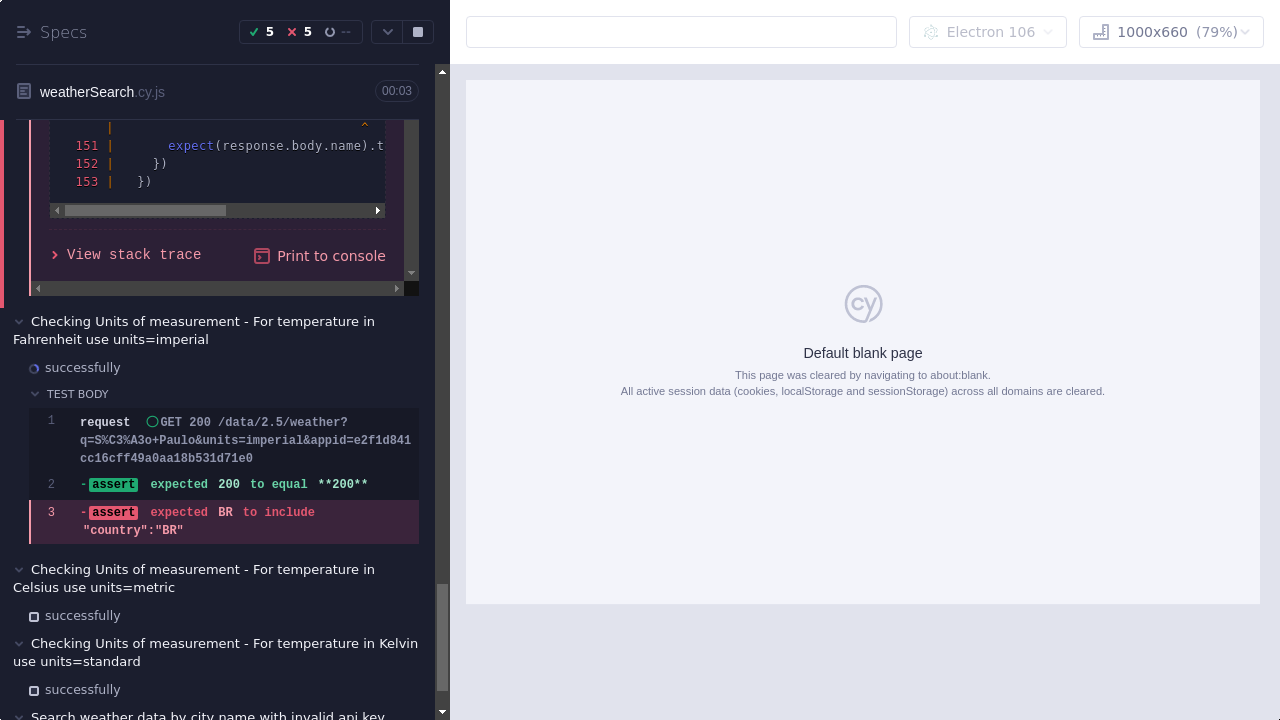 Specs
5 5 --
Electron 106
1000x660 (79%)
weatherSearch.cy.js
00:03
| ^
151 | expect(response.body.name).t
152 | })
153 | })
View stack trace
Print to console
Checking Units of measurement - For temperature in
Fahrenheit use units=imperial
successfully
TEST BODY
1 request GET 200 /data/2.5/weather?
q=S%C3%A3o+Paulo&units=imperial&appid=e2f1d841
cc16cff49a0aa18b531d71e0
2 -assert expected 200 to equal **200**
3 -assert expected BR to include
"country":"BR"
Checking Units of measurement - For temperature in
Celsius use units=metric
successfully
Checking Units of measurement - For temperature in Kelvin
use units=standard
successfully
Search weather data by city name with invalid api key
cy
Default blank page
This page was cleared by navigating to about:blank.
All active session data (cookies, localStorage and sessionStorage) across all domains are cleared.